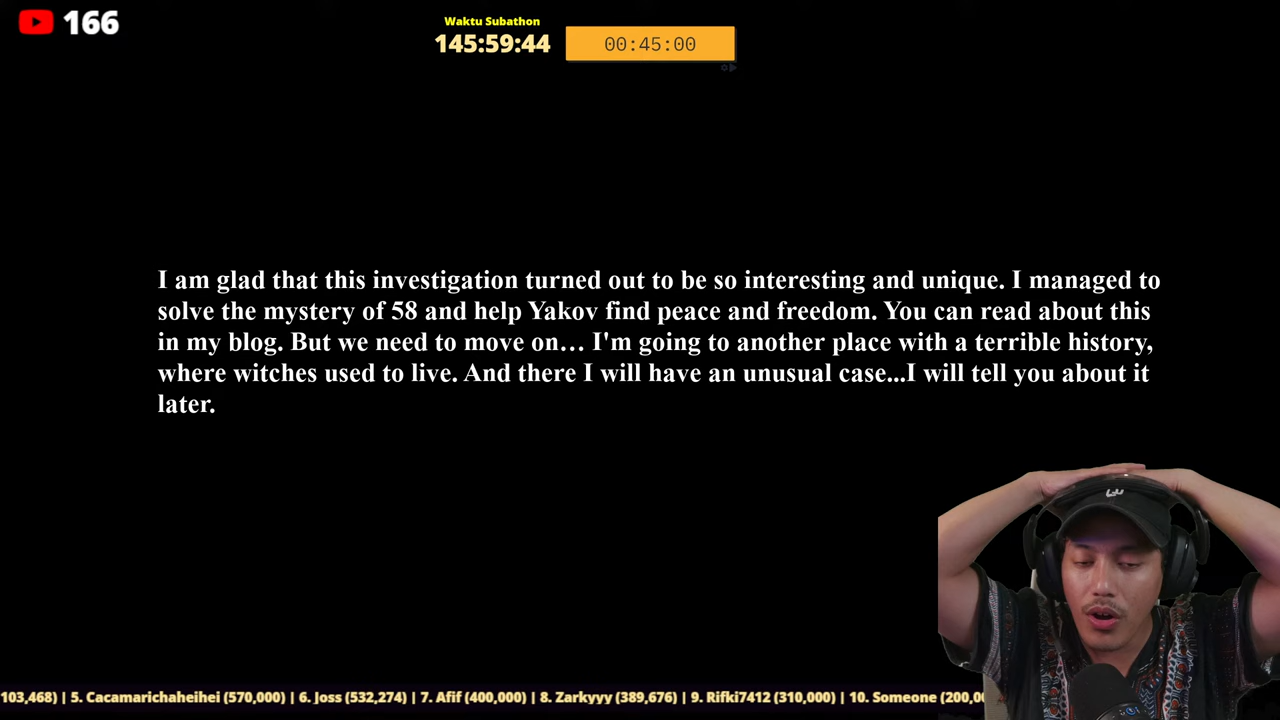 166
Waktu Subathon
145:59:44
00:45:00
I am glad that this investigation turned out to be so interesting and unique. I managed to
solve the mystery of 58 and help Yakov find peace and freedom. You can read about this
in my blog. But we need to move on… I'm going to another place with a terrible history,
where witches used to live. And there I will have an unusual case...I will tell you about it
later.
103,468) | 5. Cacamarichaheihei (570,000) | 6. Joss (532,274) | 7. Afif (400,000) | 8. Zarkyyy (389,676) | 9. Rifki7412 (310,000) | 10. Someone (200,00